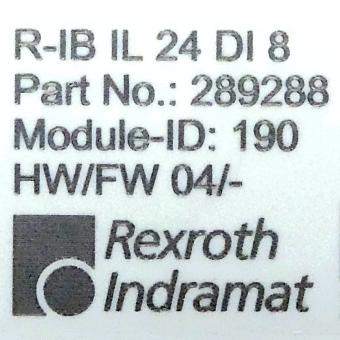 R-IB IL 24 DI 8
Part No.: 289288
Module-ID: 190
HW/FW 04/-
Rexroth
Indramat